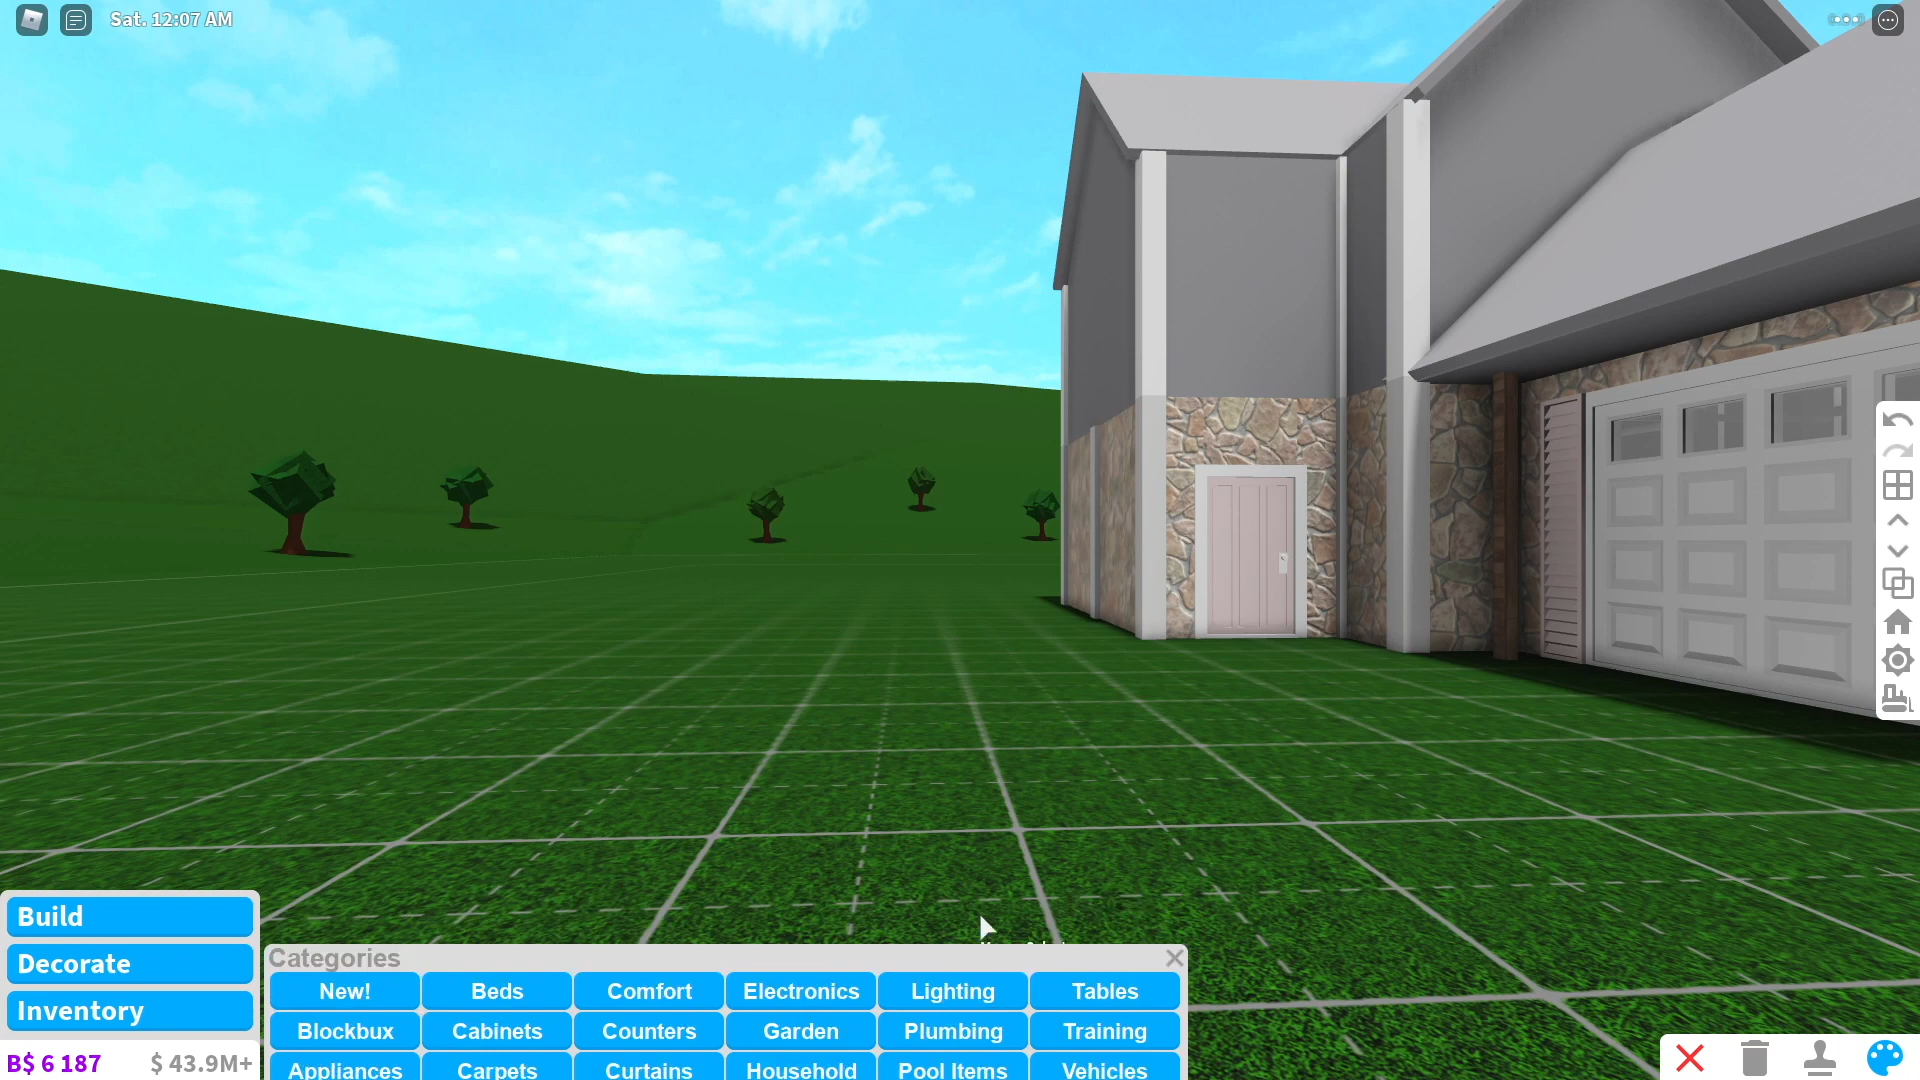 Sat. 12:07 AM
Build
Decorate
Inventory
B$ 6 187 $ 43.9M+
Categories
New! Beds Comfort Electronics Lighting Tables
Blockbux Cabinets Counters Garden Plumbing Training
Appliances Carpets Curtains Household Pool Items Vehicles